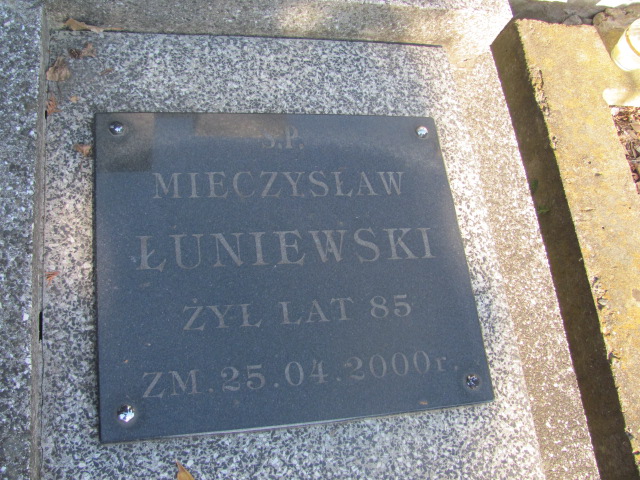 Ś.P.
MIECZYSŁAW
ŁUNIEWSKI
ŻYŁ LAT 85
ZM. 25.04.2000r.